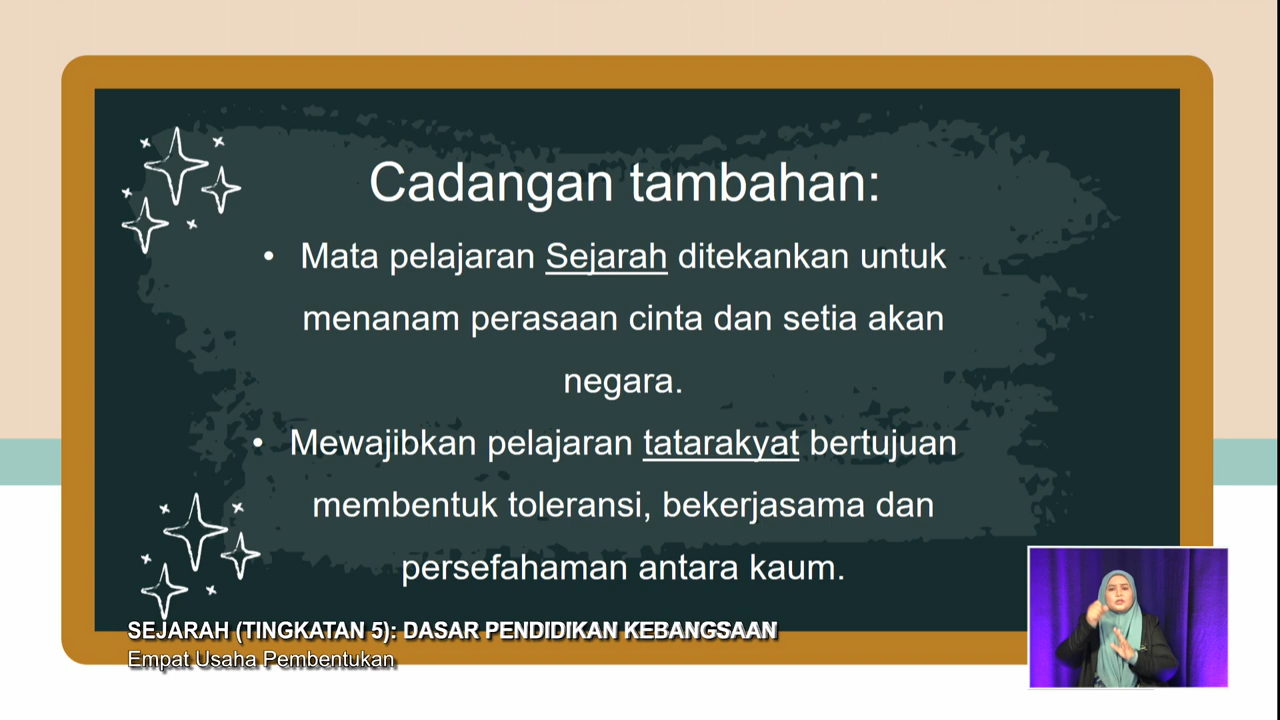 Cadangan tambahan:
• Mata pelajaran Sejarah ditekankan untuk
menanam perasaan cinta dan setia akan
negara.
• Mewajibkan pelajaran tatarakyat bertujuan
membentuk toleransi, bekerjasama dan
persefahaman antara kaum.
SEJARAH (TINGKATAN 5): DASAR PENDIDIKAN KEBANGSAAN
Empat Usaha Pembentukan